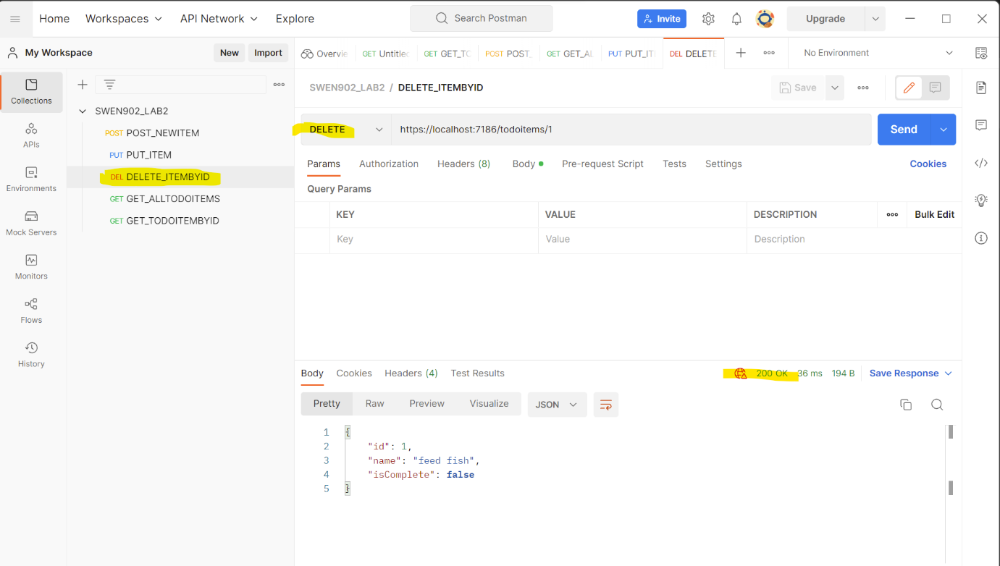 Home Workspaces API Network Explore Search Postman Invite Upgrade
My Workspace New Import
Overvie GET Untitlec GET GET_TC POST POST_ GET GET_AL PUT PUT_IT DEL DELETE No Environment
Collections
APIs
Environments
Mock Servers
Monitors
Flows
History
SWEN902_LAB2
POST POST_NEWITEM
PUT PUT_ITEM
DEL DELETE_ITEMBYID
GET GET_ALLTODOITEMS
GET GET_TODOITEMBYID
SWEN902_LAB2 / DELETE_ITEMBYID Save
DELETE https://localhost:7186/todoitems/1 Send
Params Authorization Headers (8) Body Pre-request Script Tests Settings Cookies
Query Params
KEY VALUE DESCRIPTION Bulk Edit
Key Value Description
Body Cookies Headers (4) Test Results 200 OK 36 ms 194 B Save Response
Pretty Raw Preview Visualize JSON
1 {
2 "id": 1,
3 "name": "feed fish",
4 "isComplete": false
5 }